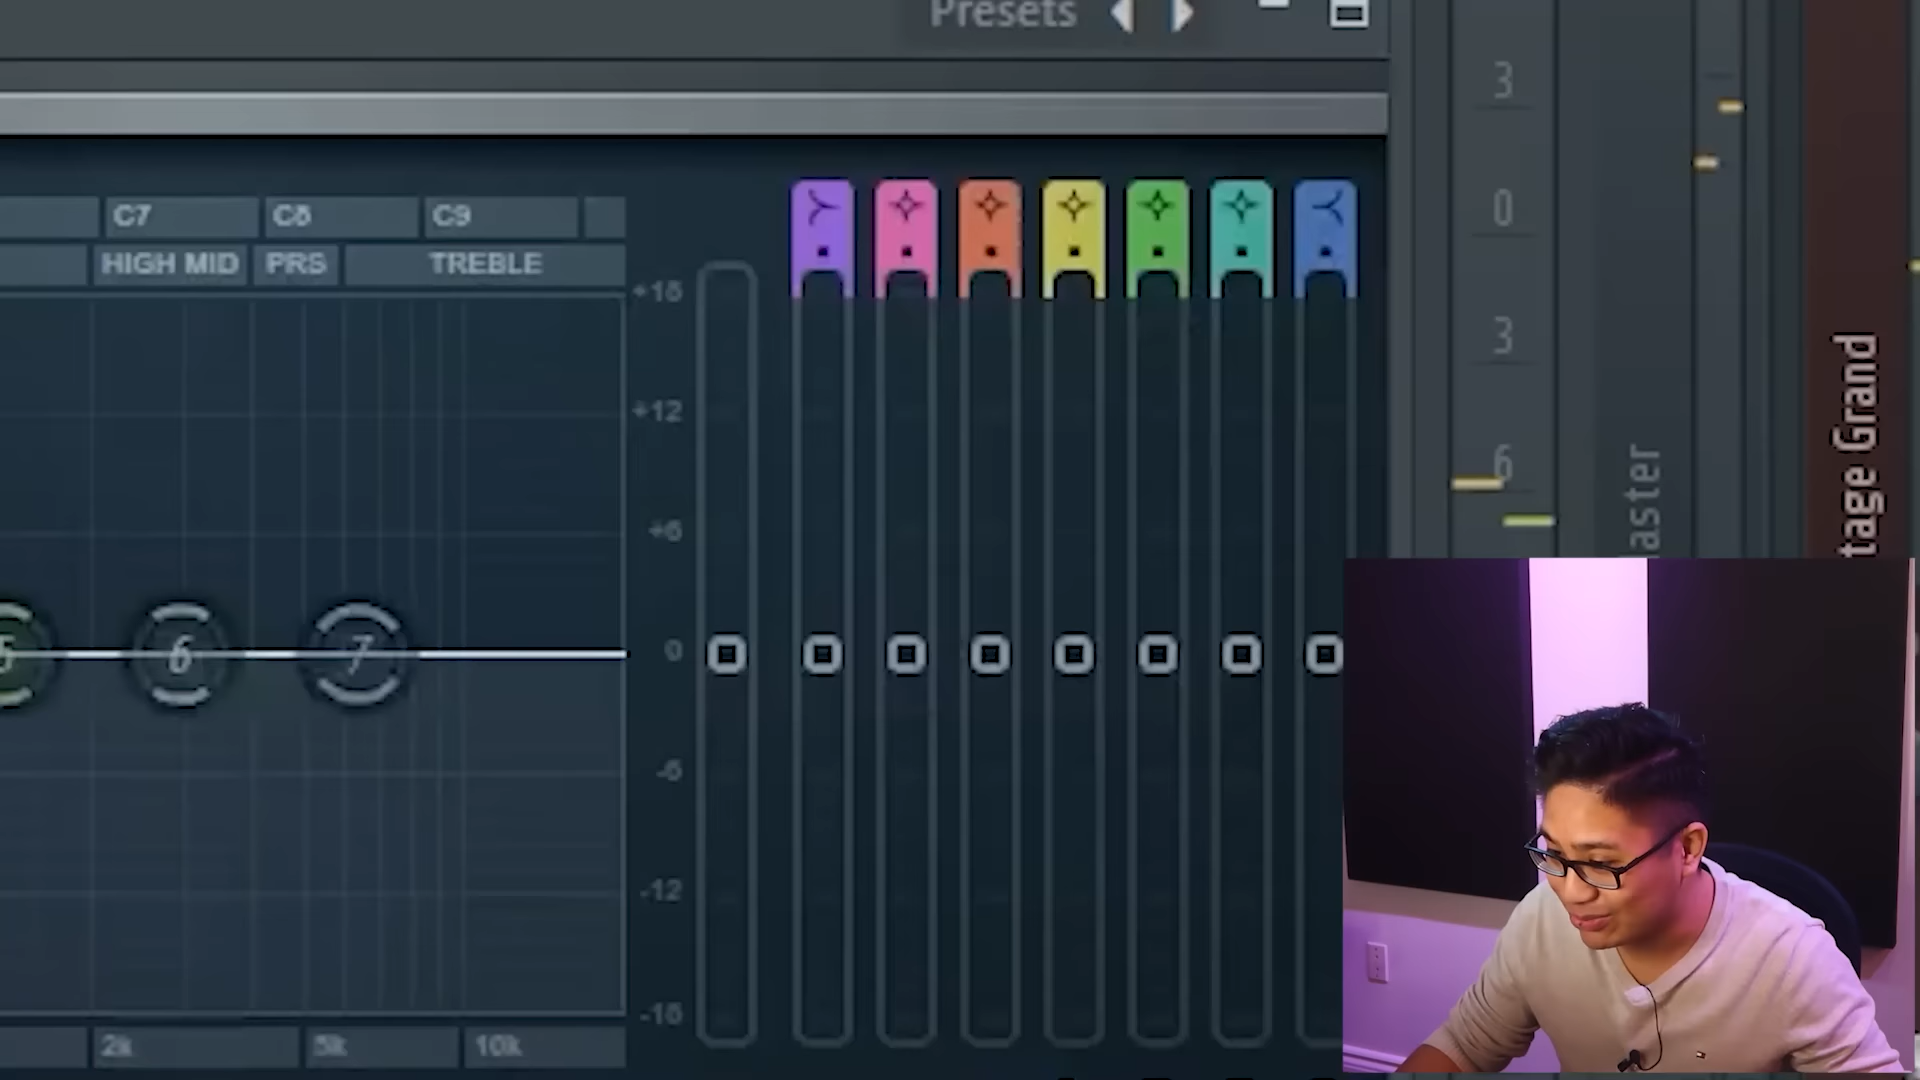 Presets
3
C7 C8 C9
0
HIGH MID PRS TREBLE
+18
3
+12
6
+6
5 6 7 0
-6
-12
-18
2k 5k 10k
aster
tage Grand